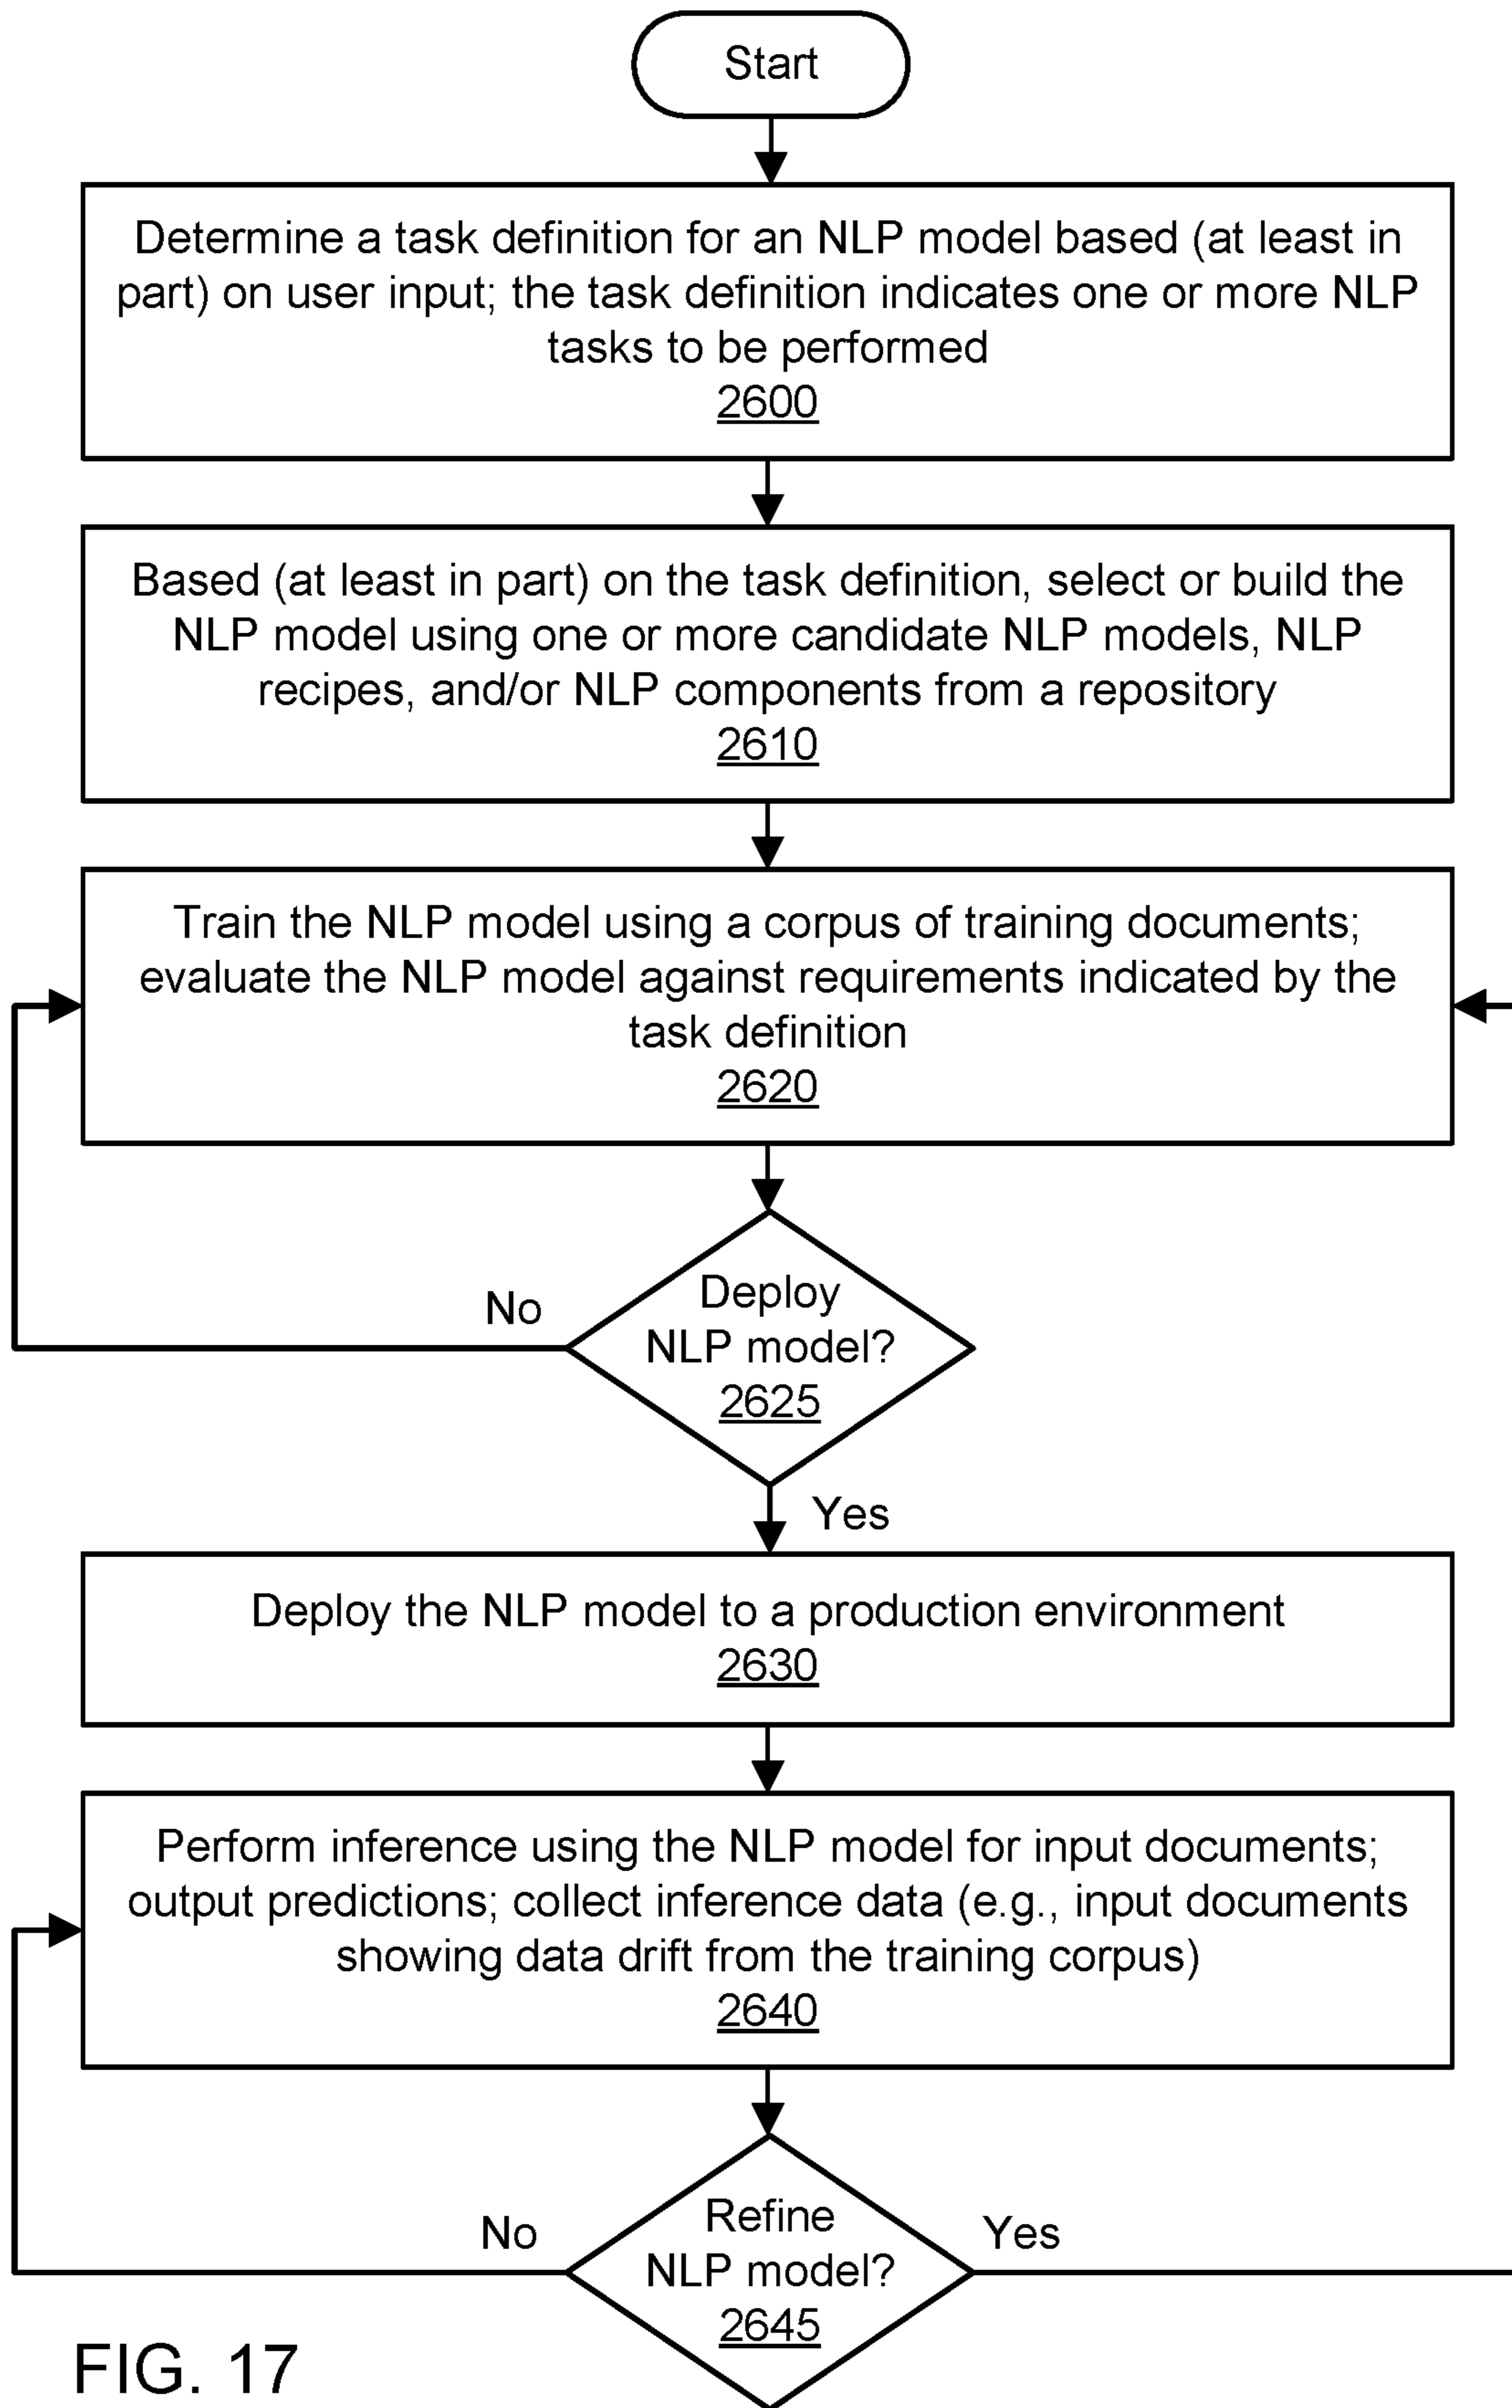 Start
Determine a task definition for an NLP model based (at least in
part) on user input; the task definition indicates one or more NLP
tasks to be performed
2600
Based (at least in part) on the task definition, select or build the
NLP model using one or more candidate NLP models, NLP
recipes, and/or NLP components from a repository
2610
Train the NLP model using a corpus of training documents;
evaluate the NLP model against requirements indicated by the
task definition
2620
No
Deploy
NLP model?
2625
Yes
Deploy the NLP model to a production environment
2630
Perform inference using the NLP model for input documents;
output predictions; collect inference data (e.g., input documents
showing data drift from the training corpus)
2640
No
Refine
NLP model?
2645
Yes
FIG. 17